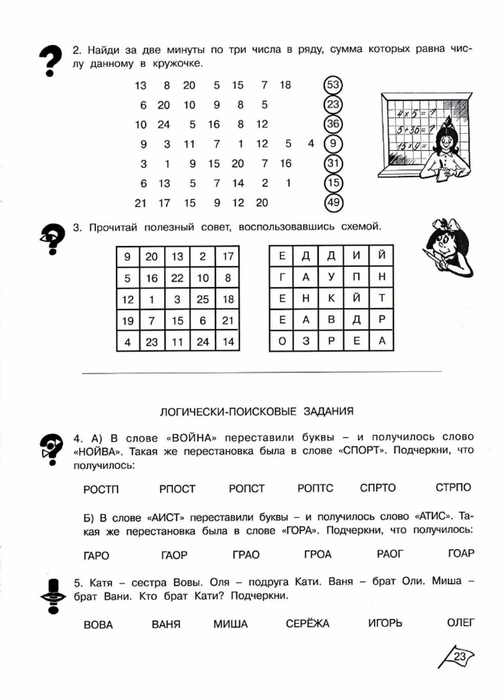 2. Найди за две минуты по три числа в ряду, сумма которых равна чис-
лу данному в кружочке.
13 8 20 5 15 7 18 53
6 20 10 9 8 5 23
10 24 5 16 8 12 36
9 3 11 7 1 12 5 4 9
3 1 9 15 20 7 16 31
6 13 5 7 14 2 1 15
21 17 15 9 12 20 49
4 x 5 = ?
5+36=?
3. Прочитай полезный совет, воспользовавшись схемой.
9 20 13 2 17
5 16 22 10 8
12 1 3 25 18
19 7 15 6 21
4 23 11 24 14
Е Д Д И Й
Г А У П Н
Е Н К Й Т
Е А В Д Р
О З Р Е А
ЛОГИЧЕСКИ-ПОИСКОВЫЕ ЗАДАНИЯ
4. А) В слове «ВОЙНА» переставили буквы – и получилось слово
«НОЙВА». Такая же перестановка была в слове «СПОРТ». Подчеркни, что
получилось:
РОСТП РПОСТ РОПСТ РОПТС СПРТО СТРПО
Б) В слове «АИСТ» переставили буквы – и получилось слово «АТИС». Та-
кая же перестановка была в слове «ГОРА». Подчеркни, что получилось:
ГАРО ГАОР ГРАО ГРОА РАОГ ГОАР
5. Катя – сестра Вовы. Оля – подруга Кати. Ваня – брат Оли. Миша –
брат Вани. Кто брат Кати? Подчеркни.
ВОВА ВАНЯ МИША СЕРЁЖА ИГОРЬ ОЛЕГ
23